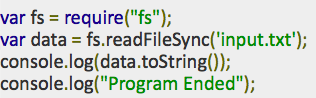 var fs = require("fs");
var data = fs.readFileSync('input.txt');
console.log(data.toString());
console.log("Program Ended");